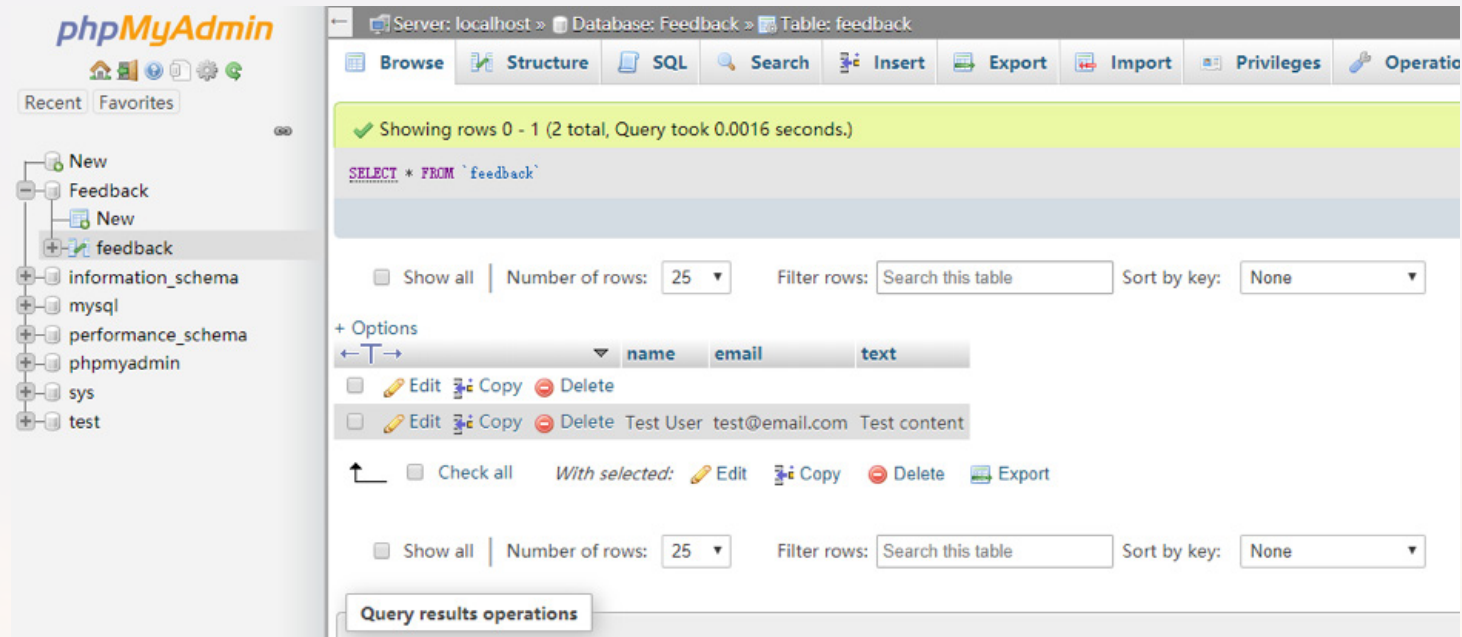 phpMyAdmin
Recent Favorites
New
Feedback
New
feedback
information_schema
mysql
performance_schema
phpmyadmin
sys
test
Server: localhost » Database: Feedback » Table: feedback
Browse Structure SQL Search Insert Export Import Privileges Operatio
Showing rows 0 - 1 (2 total, Query took 0.0016 seconds.)
SELECT * FROM `feedback`
Show all Number of rows: 25 Filter rows: Search this table Sort by key: None
+ Options
name email text
Edit Copy Delete
Edit Copy Delete Test User test@email.com Test content
Check all With selected: Edit Copy Delete Export
Show all Number of rows: 25 Filter rows: Search this table Sort by key: None
Query results operations